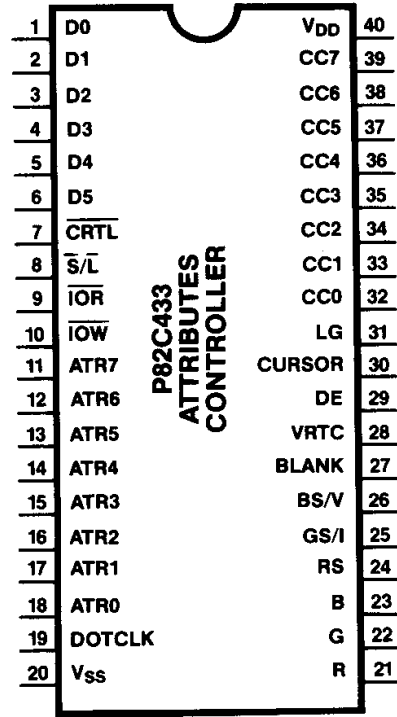 1 D0 VDD 40
2 D1 CC7 39
3 D2 CC6 38
4 D3 CC5 37
5 D4 CC4 36
6 D5 CC3 35
7 C̅R̅T̅L̅ CC2 34
8 S̅/L̅ CC1 33
9 I̅O̅R̅ CC0 32
10 I̅O̅W̅ LG 31
11 ATR7 CURSOR 30
12 ATR6 DE 29
13 ATR5 VRTC 28
14 ATR4 BLANK 27
15 ATR3 BS/V 26
16 ATR2 GS/I 25
17 ATR1 RS 24
18 ATR0 B 23
19 DOTCLK G 22
20 VSS R 21
P82C433
ATTRIBUTES
CONTROLLER